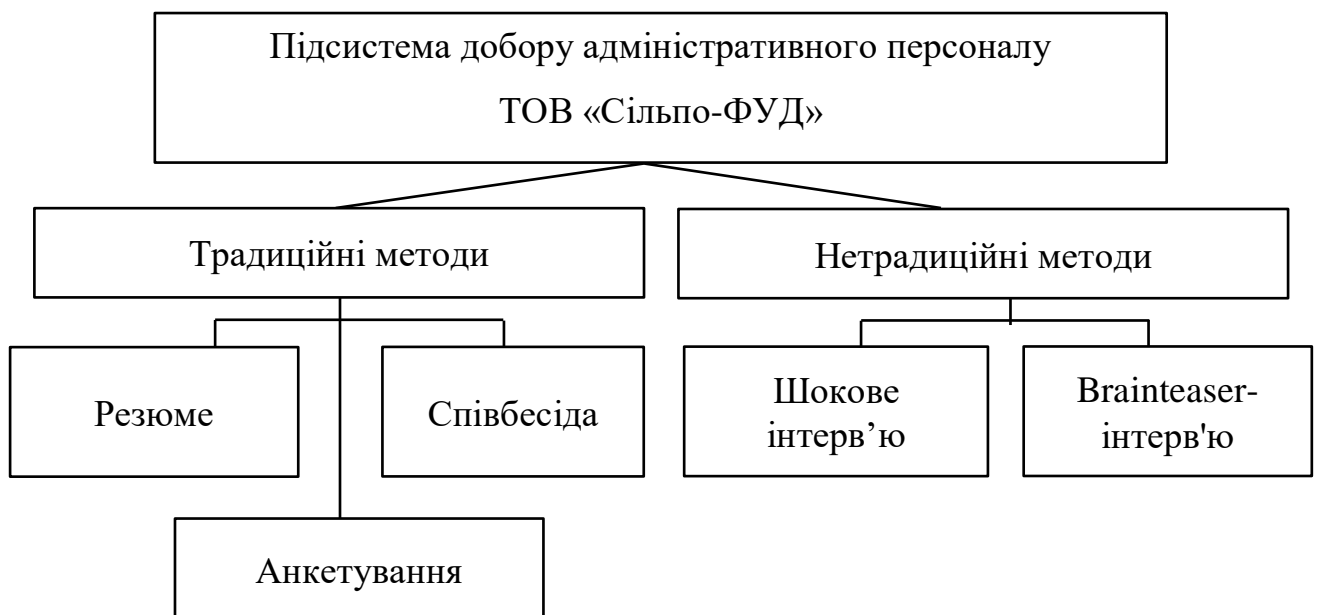 Підсистема добору адміністративного персоналу
ТОВ «Сільпо-ФУД»
Традиційні методи
Нетрадиційні методи
Резюме
Співбесіда
Шокове
інтерв’ю
Brainteaser-
інтерв'ю
Анкетування